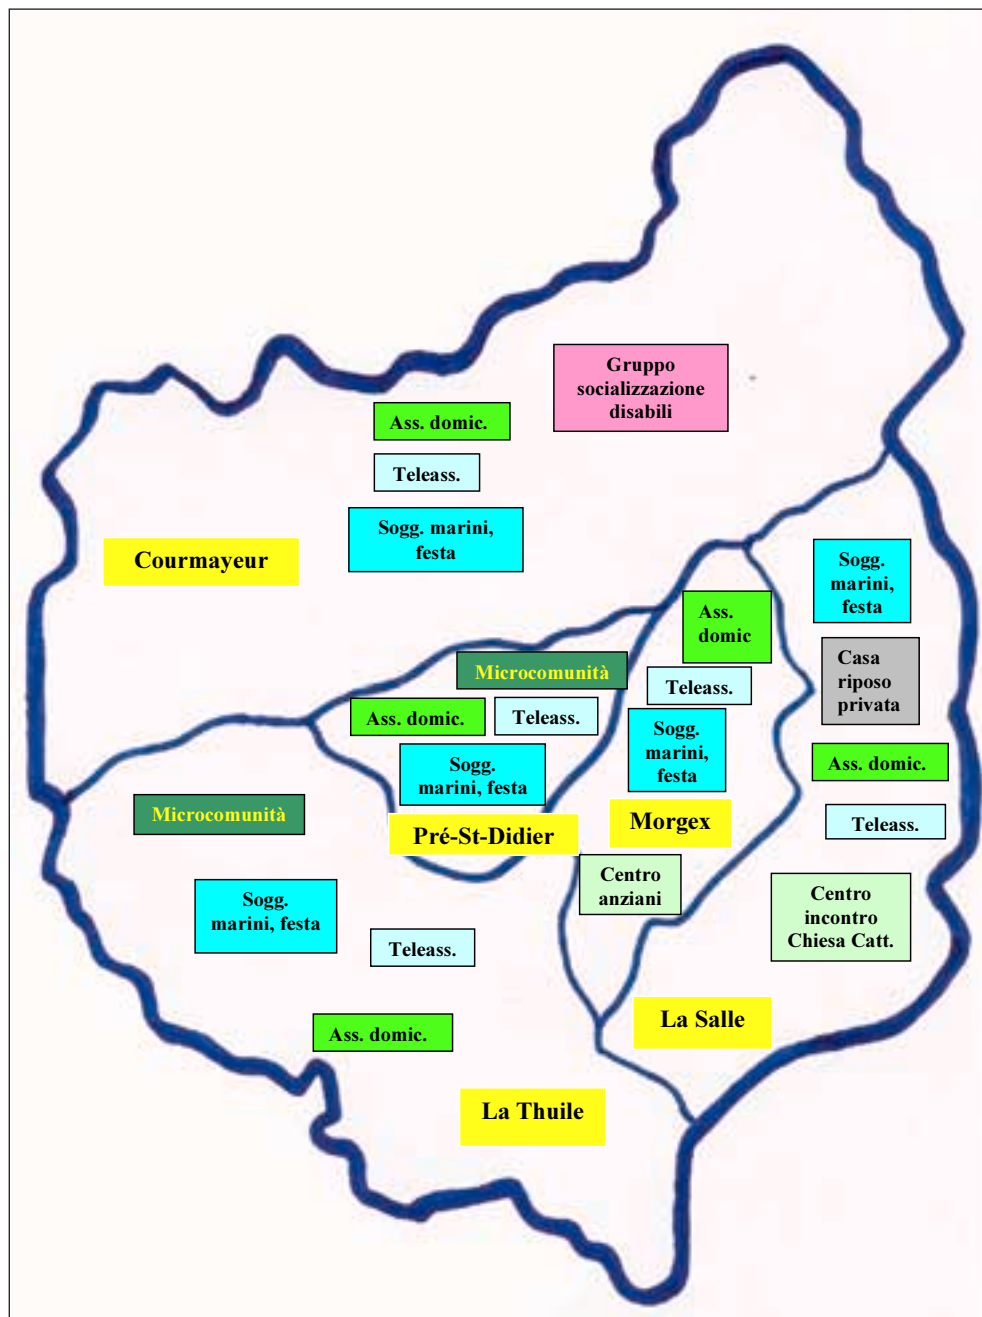 Gruppo
socializzazione
disabili
Ass. domic.
Teleass.
Sogg. marini,
festa
Courmayeur
Sogg.
marini,
festa
Ass.
domic
Casa
riposo
privata
Microcomunità
Teleass.
Ass. domic.
Teleass.
Sogg.
marini,
festa
Sogg.
marini, festa
Ass. domic.
Microcomunità
Teleass.
Pré-St-Didier
Morgex
Centro
anziani
Centro
incontro
Chiesa Catt.
Sogg.
marini, festa
Teleass.
La Salle
Ass. domic.
La Thuile